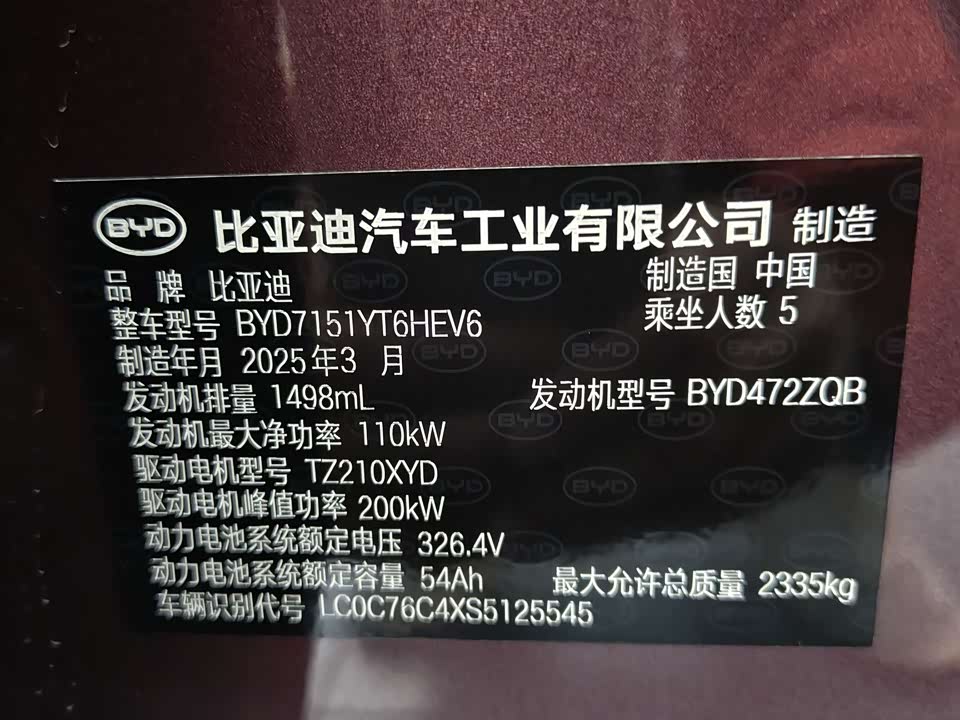 BYD 比亚迪汽车工业有限公司 制造
品 牌 比亚迪
制造国 中国
整车型号 BYD7151YT6HEV6
乘坐人数 5
制造年月 2025年3 月
发动机排量 1498mL
发动机型号 BYD472ZQB
发动机最大净功率 110kW
驱动电机型号 TZ210XYD
驱动电机峰值功率 200kW
动力电池系统额定电压 326.4V
动力电池系统额定容量 54Ah
最大允许总质量 2335kg
车辆识别代号 LC0C76C4XS5125545